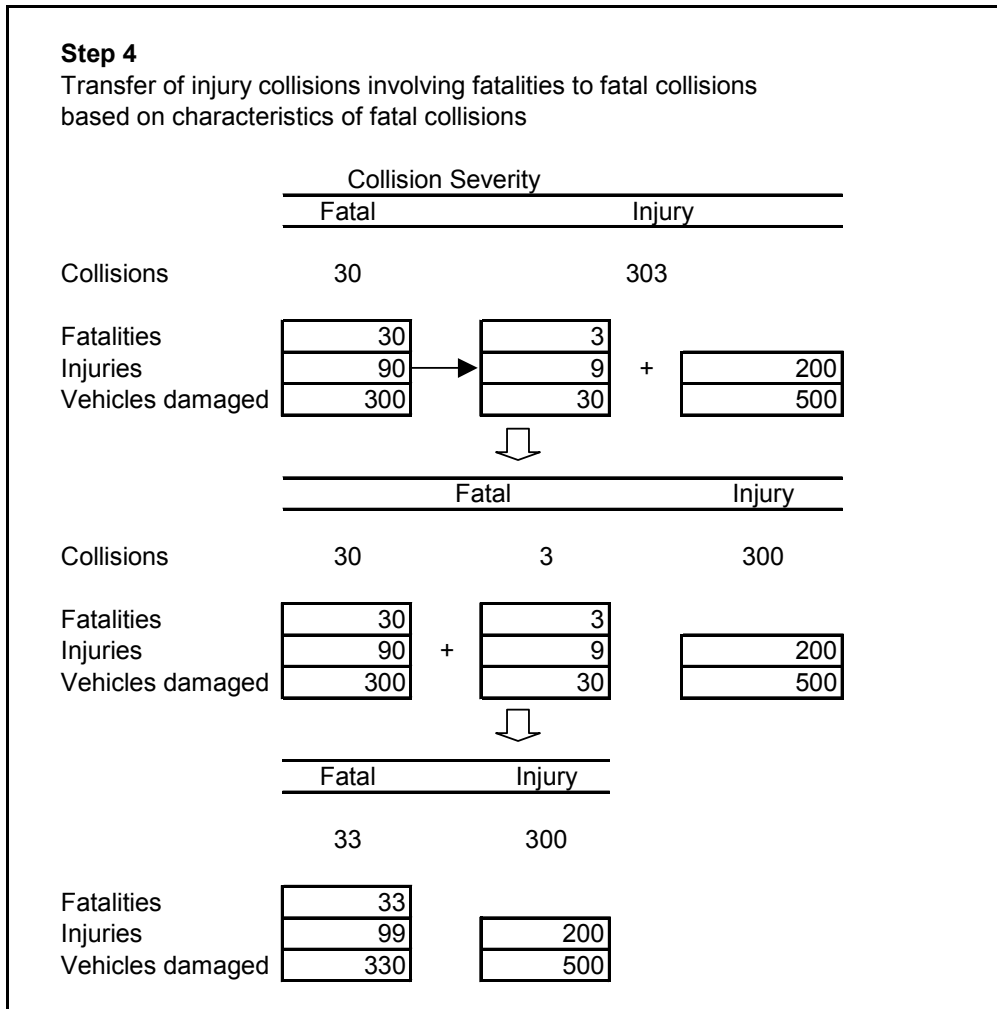 Step 4
Transfer of injury collisions involving fatalities to fatal collisions
based on characteristics of fatal collisions
Collision Severity
Fatal Injury
Collisions 30 303
Fatalities 30 3
Injuries 90 9 + 200
Vehicles damaged 300 30 500
Fatal Injury
Collisions 30 3 300
Fatalities 30 3
Injuries 90 + 9 200
Vehicles damaged 300 30 500
Fatal Injury
33 300
Fatalities 33
Injuries 99 200
Vehicles damaged 330 500